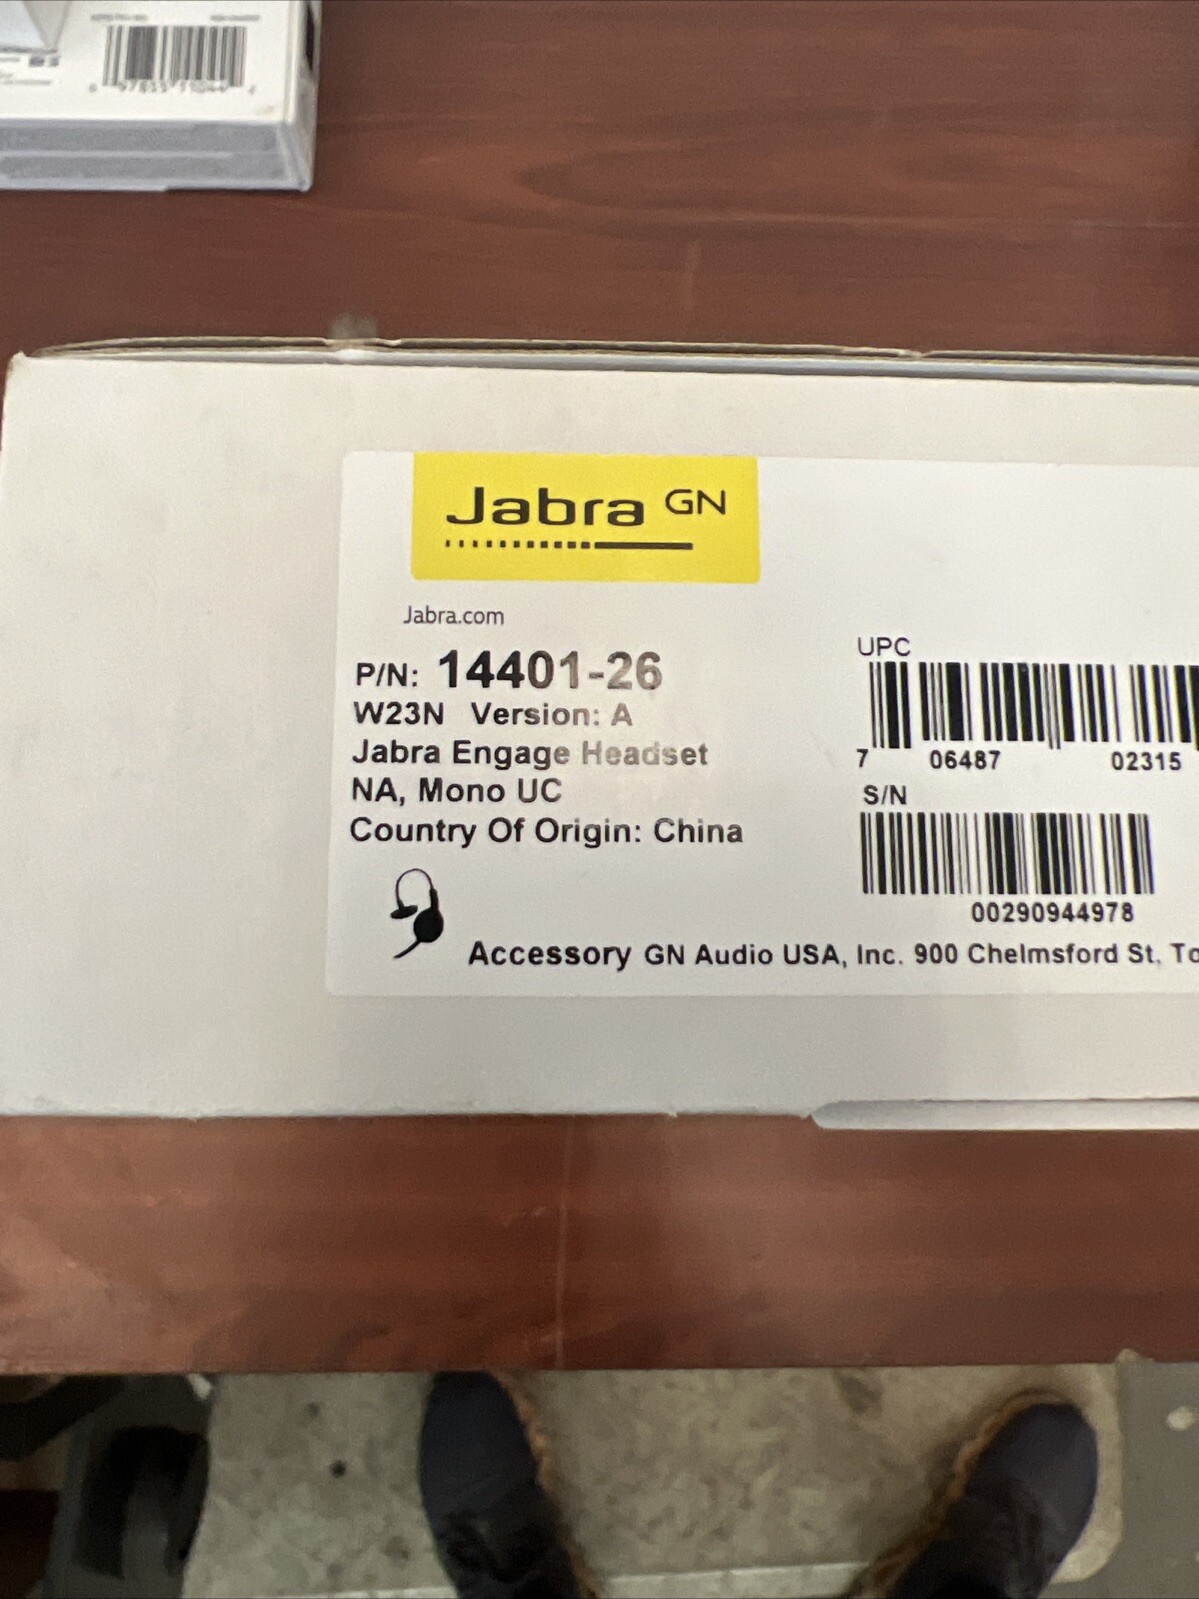 Jabra GN
Jabra.com
P/N: 14401-26
W23N Version: A
Jabra Engage Headset
NA, Mono UC
Country Of Origin: China
UPC
7 06487 02315
S/N
00290944978
Accessory GN Audio USA, Inc. 900 Chelmsford St. To